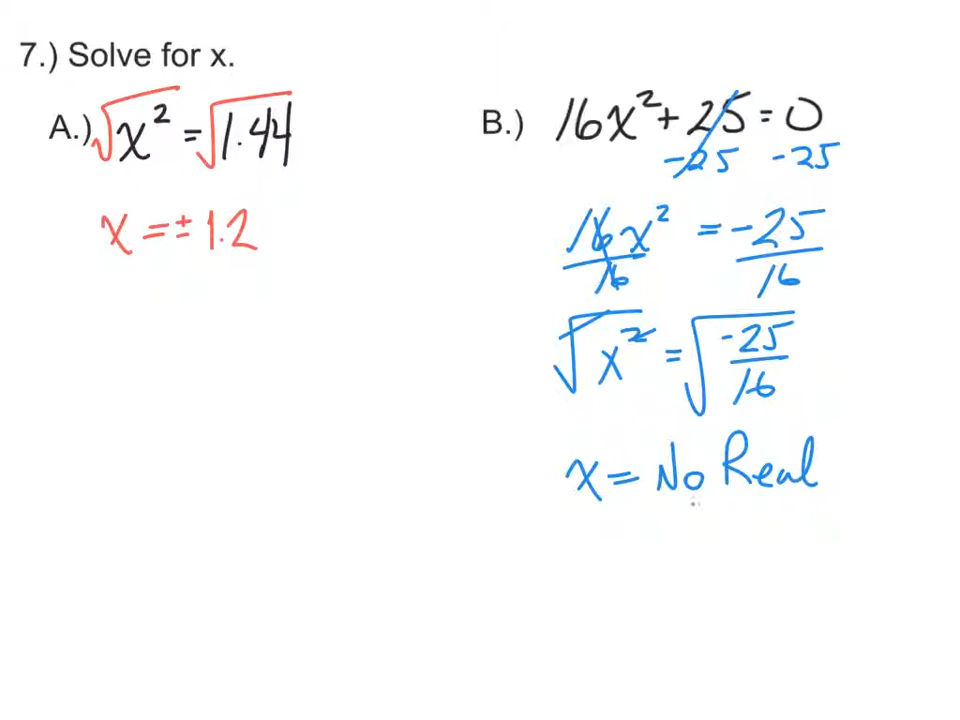 7.) Solve for x.
A.) √x² = √1.44
x = ± 1.2
B.) 16x² + 25 = 0
-25 -25
16x² = -25
16 16
√x² = √-25
16
x = No Real